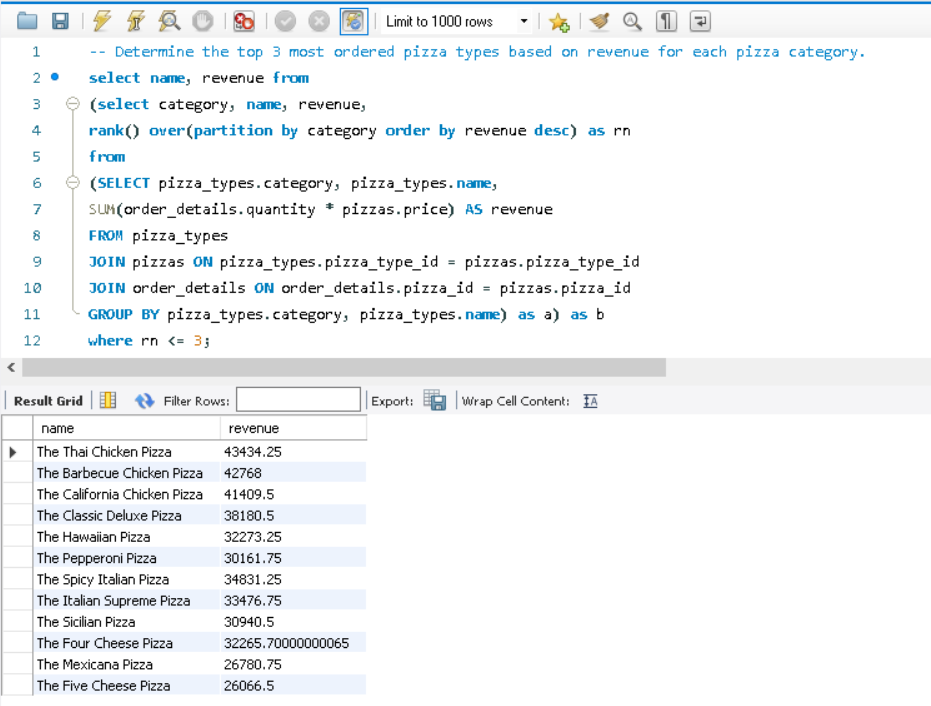 Limit to 1000 rows
1 -- Determine the top 3 most ordered pizza types based on revenue for each pizza category.
2 select name, revenue from
3 (select category, name, revenue,
4 rank() over(partition by category order by revenue desc) as rn
5 from
6 (SELECT pizza_types.category, pizza_types.name,
7 SUM(order_details.quantity * pizzas.price) AS revenue
8 FROM pizza_types
9 JOIN pizzas ON pizza_types.pizza_type_id = pizzas.pizza_type_id
10 JOIN order_details ON order_details.pizza_id = pizzas.pizza_id
11 GROUP BY pizza_types.category, pizza_types.name) as a) as b
12 where rn <= 3;
Result Grid Filter Rows: Export: Wrap Cell Content: IA
name revenue
The Thai Chicken Pizza 43434.25
The Barbecue Chicken Pizza 42768
The California Chicken Pizza 41409.5
The Classic Deluxe Pizza 38180.5
The Hawaiian Pizza 32273.25
The Pepperoni Pizza 30161.75
The Spicy Italian Pizza 34831.25
The Italian Supreme Pizza 33476.75
The Sicilian Pizza 30940.5
The Four Cheese Pizza 32265.70000000065
The Mexicana Pizza 26780.75
The Five Cheese Pizza 26066.5